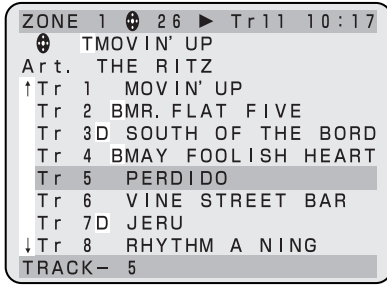 ZONE 1 26 ► Tr11 10:17
TMOVIN' UP
Art. THE RITZ
↑Tr 1 MOVIN' UP
Tr 2 BMR. FLAT FIVE
Tr 3D SOUTH OF THE BORD
Tr 4 BMAY FOOLISH HEART
Tr 5 PERDIDO
Tr 6 VINE STREET BAR
Tr 7D JERU
↓Tr 8 RHYTHM A NING
TRACK– 5